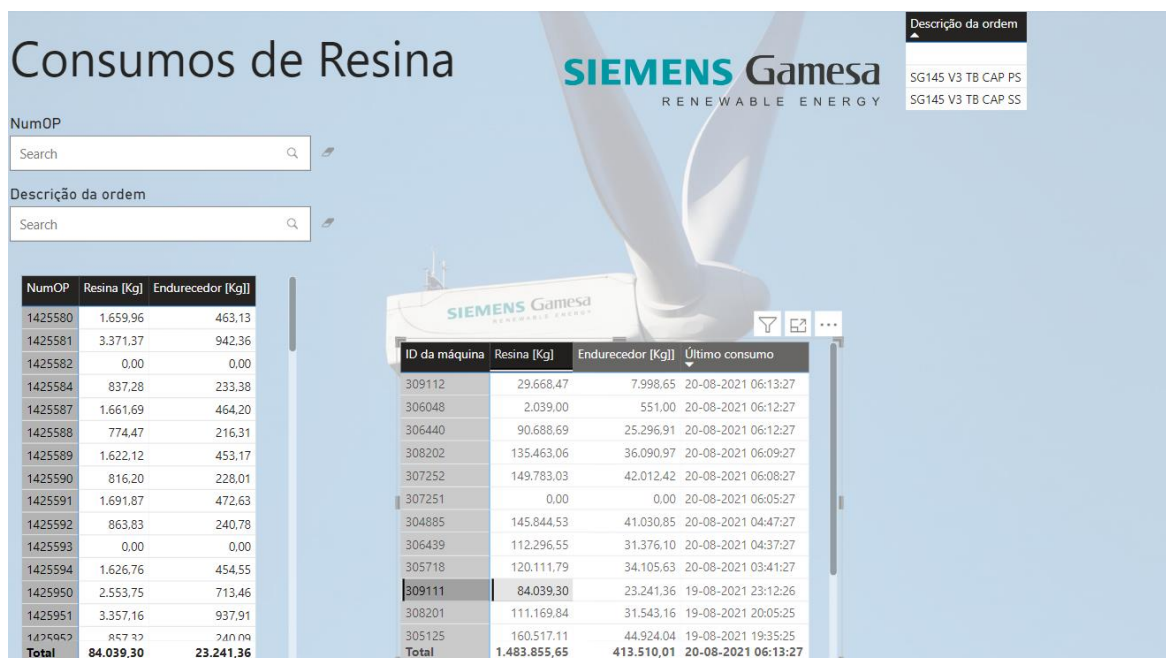 Consumos de Resina
SIEMENS Gamesa
RENEWABLE ENERGY
Descrição da ordem
SG145 V3 TB CAP PS
SG145 V3 TB CAP SS
NumOP
Search
Descrição da ordem
Search
NumOP Resina [Kg] Endurecedor [Kg]]
1425580 1.659,96 463,13
1425581 3.371,37 942,36
1425582 0,00 0,00
1425584 837,28 233,38
1425587 1.661,69 464,20
1425588 774,47 216,31
1425589 1.622,12 453,17
1425590 816,20 228,01
1425591 1.691,87 472,63
1425592 863,83 240,78
1425593 0,00 0,00
1425594 1.626,76 454,55
1425950 2.553,75 713,46
1425951 3.357,16 937,91
1425952 857,32 240,09
Total 84.039,30 23.241,36
SIEMENS Gamesa
RENEWABLE ENERGY
ID da máquina Resina [Kg] Endurecedor [Kg]] Último consumo
309112 29.668,47 7.998,65 20-08-2021 06:13:27
306048 2.039,00 551,00 20-08-2021 06:12:27
306440 90.688,69 25.296,91 20-08-2021 06:12:27
308202 135.463,06 36.090,97 20-08-2021 06:09:27
307252 149.783,03 42.012,42 20-08-2021 06:08:27
307251 0,00 0,00 20-08-2021 06:05:27
304885 145.844,53 41.030,85 20-08-2021 04:47:27
306439 112.296,55 31.376,10 20-08-2021 04:37:27
305718 120.111,79 34.105,63 20-08-2021 03:41:27
309111 84.039,30 23.241,36 19-08-2021 23:12:26
308201 111.169,84 31.543,16 19-08-2021 20:05:25
305125 160.517,11 44.924,04 19-08-2021 19:35:25
Total 1.483.855,65 413.510,01 20-08-2021 06:13:27